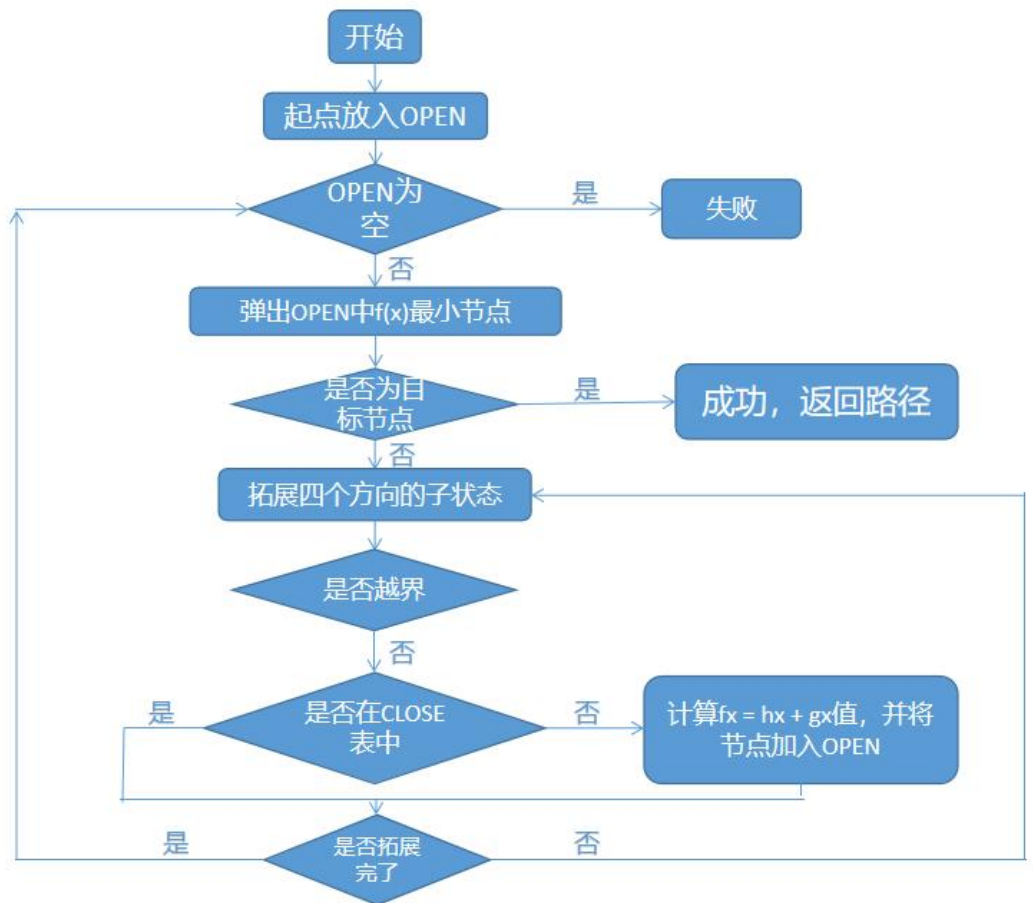 开始
起点放入OPEN
OPEN为
空
是
失败
否
弹出OPEN中f(x)最小节点
是否为目
标节点
是
成功，返回路径
否
拓展四个方向的子状态
是否越界
否
是
是否在CLOSE
表中
否
计算fx = hx + gx值，并将
节点加入OPEN
是
是否拓展
完了
否